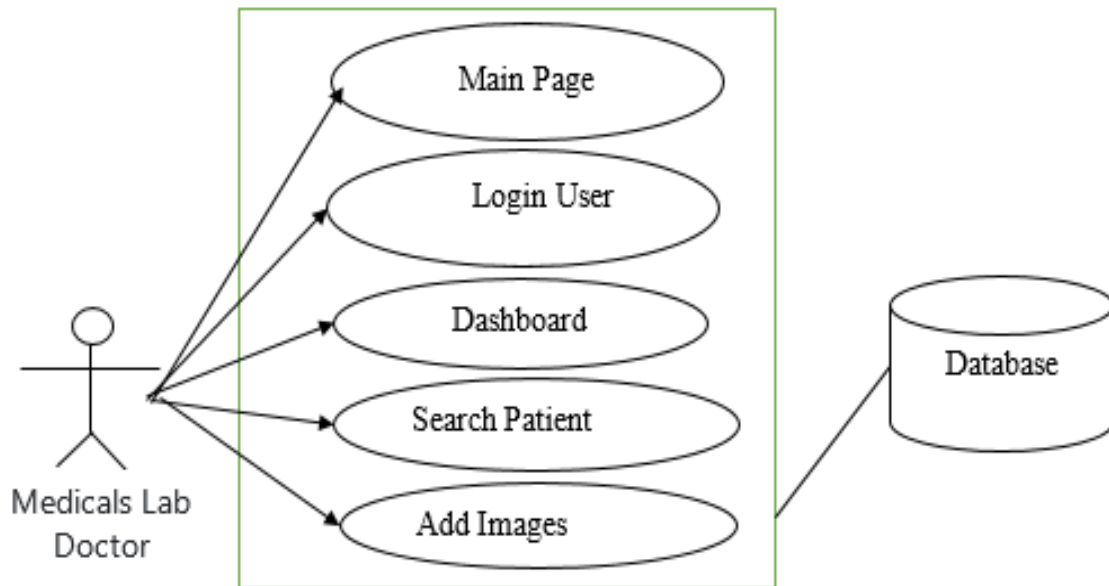 Main Page
Login User
Dashboard
Search Patient
Add Images
Medicals Lab
Doctor
Database